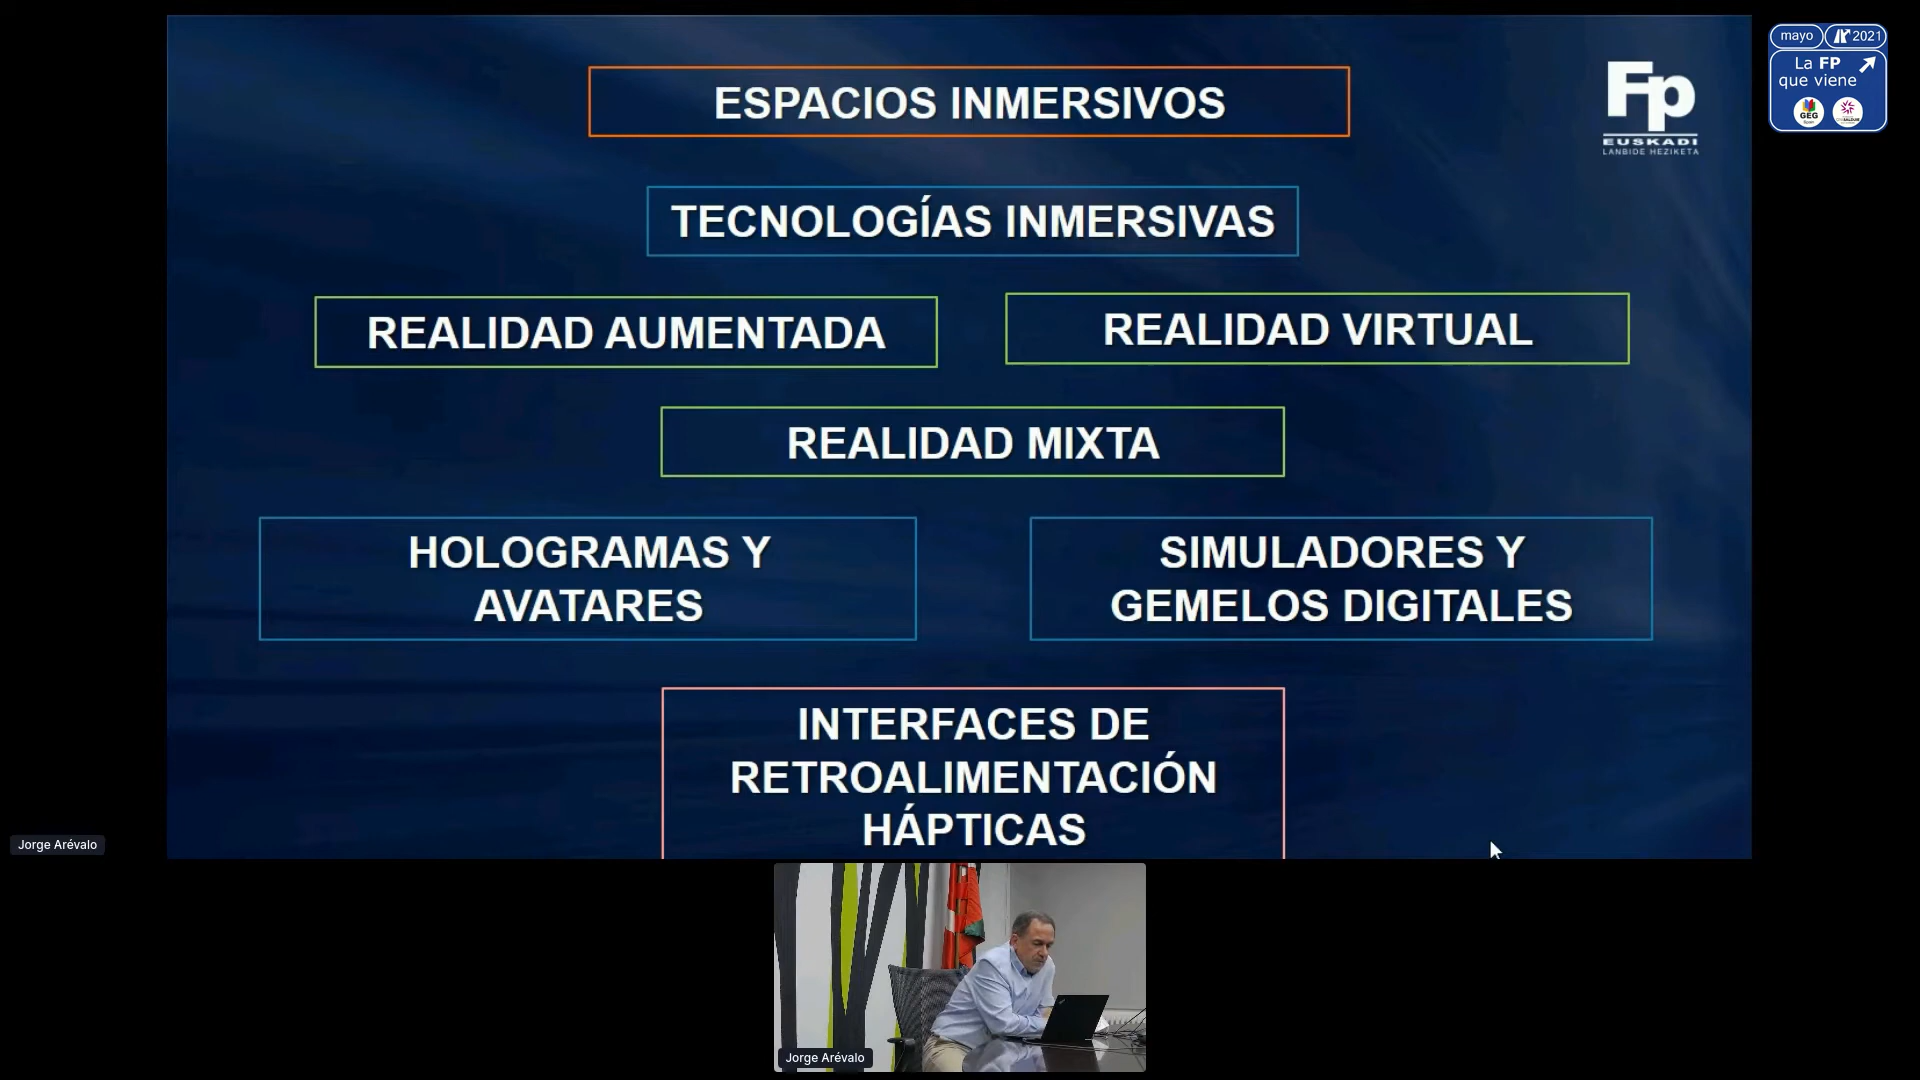 mayo
2021
La FP
que viene
GEG
ESPACIOS INMERSIVOS
Fp
EUSKADI
LANBIDE HEZIKETA
TECNOLOGÍAS INMERSIVAS
REALIDAD AUMENTADA
REALIDAD VIRTUAL
REALIDAD MIXTA
HOLOGRAMAS Y
AVATARES
SIMULADORES Y
GEMELOS DIGITALES
INTERFACES DE
RETROALIMENTACIÓN
HÁPTICAS
Jorge Arévalo
Jorge Arévalo